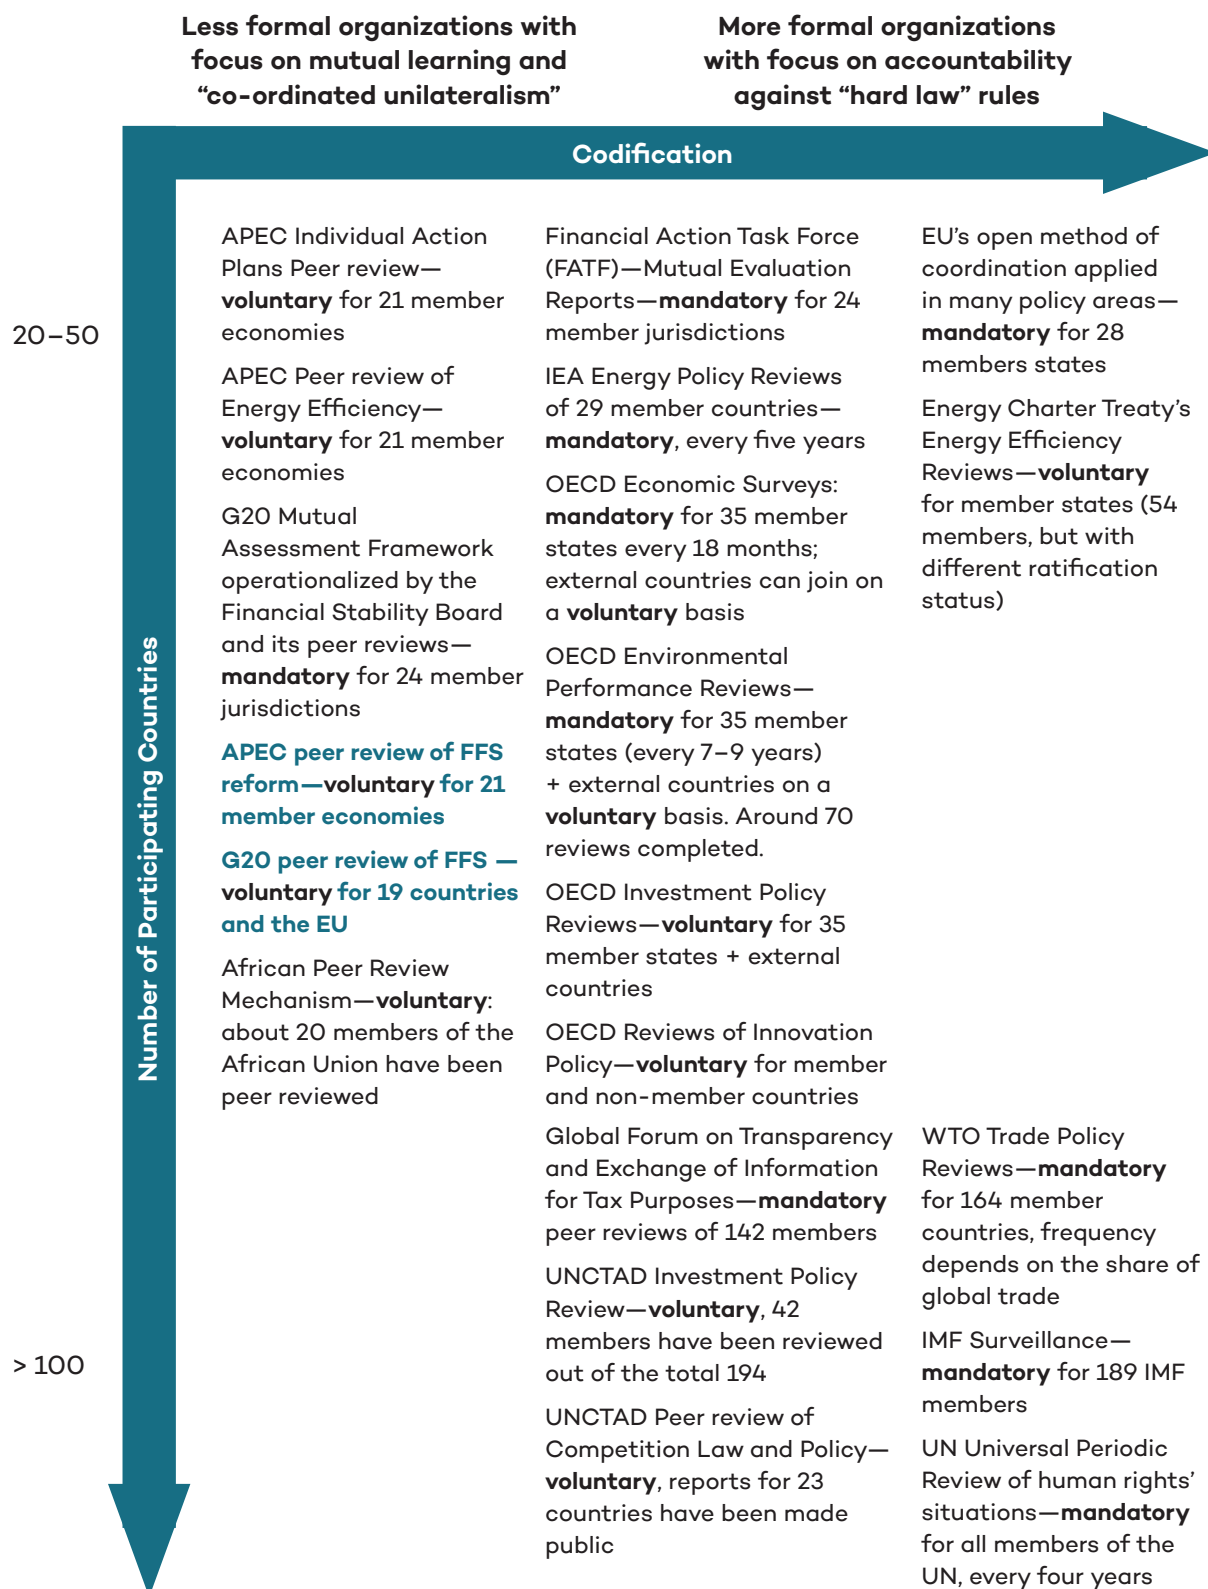 Less formal organizations with
focus on mutual learning and
“co-ordinated unilateralism”
More formal organizations
with focus on accountability
against “hard law” rules
Codification
Number of Participating Countries
20–50
APEC Individual Action
Plans Peer review—
voluntary for 21 member
economies
APEC Peer review of
Energy Efficiency—
voluntary for 21 member
economies
G20 Mutual
Assessment Framework
operationalized by the
Financial Stability Board
and its peer reviews—
mandatory for 24 member
jurisdictions
APEC peer review of FFS
reform—voluntary for 21
member economies
G20 peer review of FFS —
voluntary for 19 countries
and the EU
African Peer Review
Mechanism—voluntary:
about 20 members of the
African Union have been
peer reviewed
Financial Action Task Force
(FATF)—Mutual Evaluation
Reports—mandatory for 24
member jurisdictions
IEA Energy Policy Reviews
of 29 member countries—
mandatory, every five years
OECD Economic Surveys:
mandatory for 35 member
states every 18 months;
external countries can join on
a voluntary basis
OECD Environmental
Performance Reviews—
mandatory for 35 member
states (every 7–9 years)
+ external countries on a
voluntary basis. Around 70
reviews completed.
OECD Investment Policy
Reviews—voluntary for 35
member states + external
countries
OECD Reviews of Innovation
Policy—voluntary for member
and non-member countries
EU’s open method of
coordination applied
in many policy areas—
mandatory for 28
members states
Energy Charter Treaty’s
Energy Efficiency
Reviews—voluntary
for member states (54
members, but with
different ratification
status)
> 100
Global Forum on Transparency
and Exchange of Information
for Tax Purposes—mandatory
peer reviews of 142 members
UNCTAD Investment Policy
Review—voluntary, 42
members have been reviewed
out of the total 194
UNCTAD Peer review of
Competition Law and Policy—
voluntary, reports for 23
countries have been made
public
WTO Trade Policy
Reviews—mandatory
for 164 member
countries, frequency
depends on the share of
global trade
IMF Surveillance—
mandatory for 189 IMF
members
UN Universal Periodic
Review of human rights’
situations—mandatory
for all members of the
UN, every four years